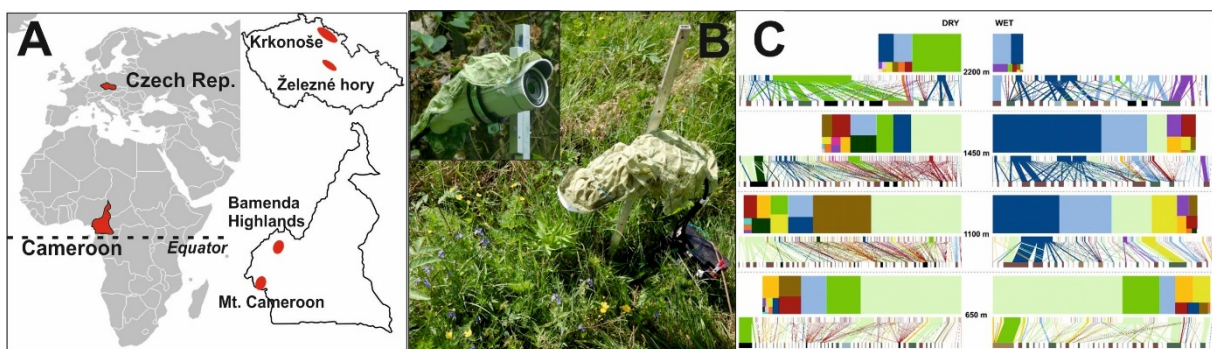 A
Krkonoše
Czech Rep.
Železné hory
Bamenda
Highlands
Cameroon
Equator
Mt. Cameroon
B
C
DRY
WET
2200 m
1450 m
1100 m
650 m